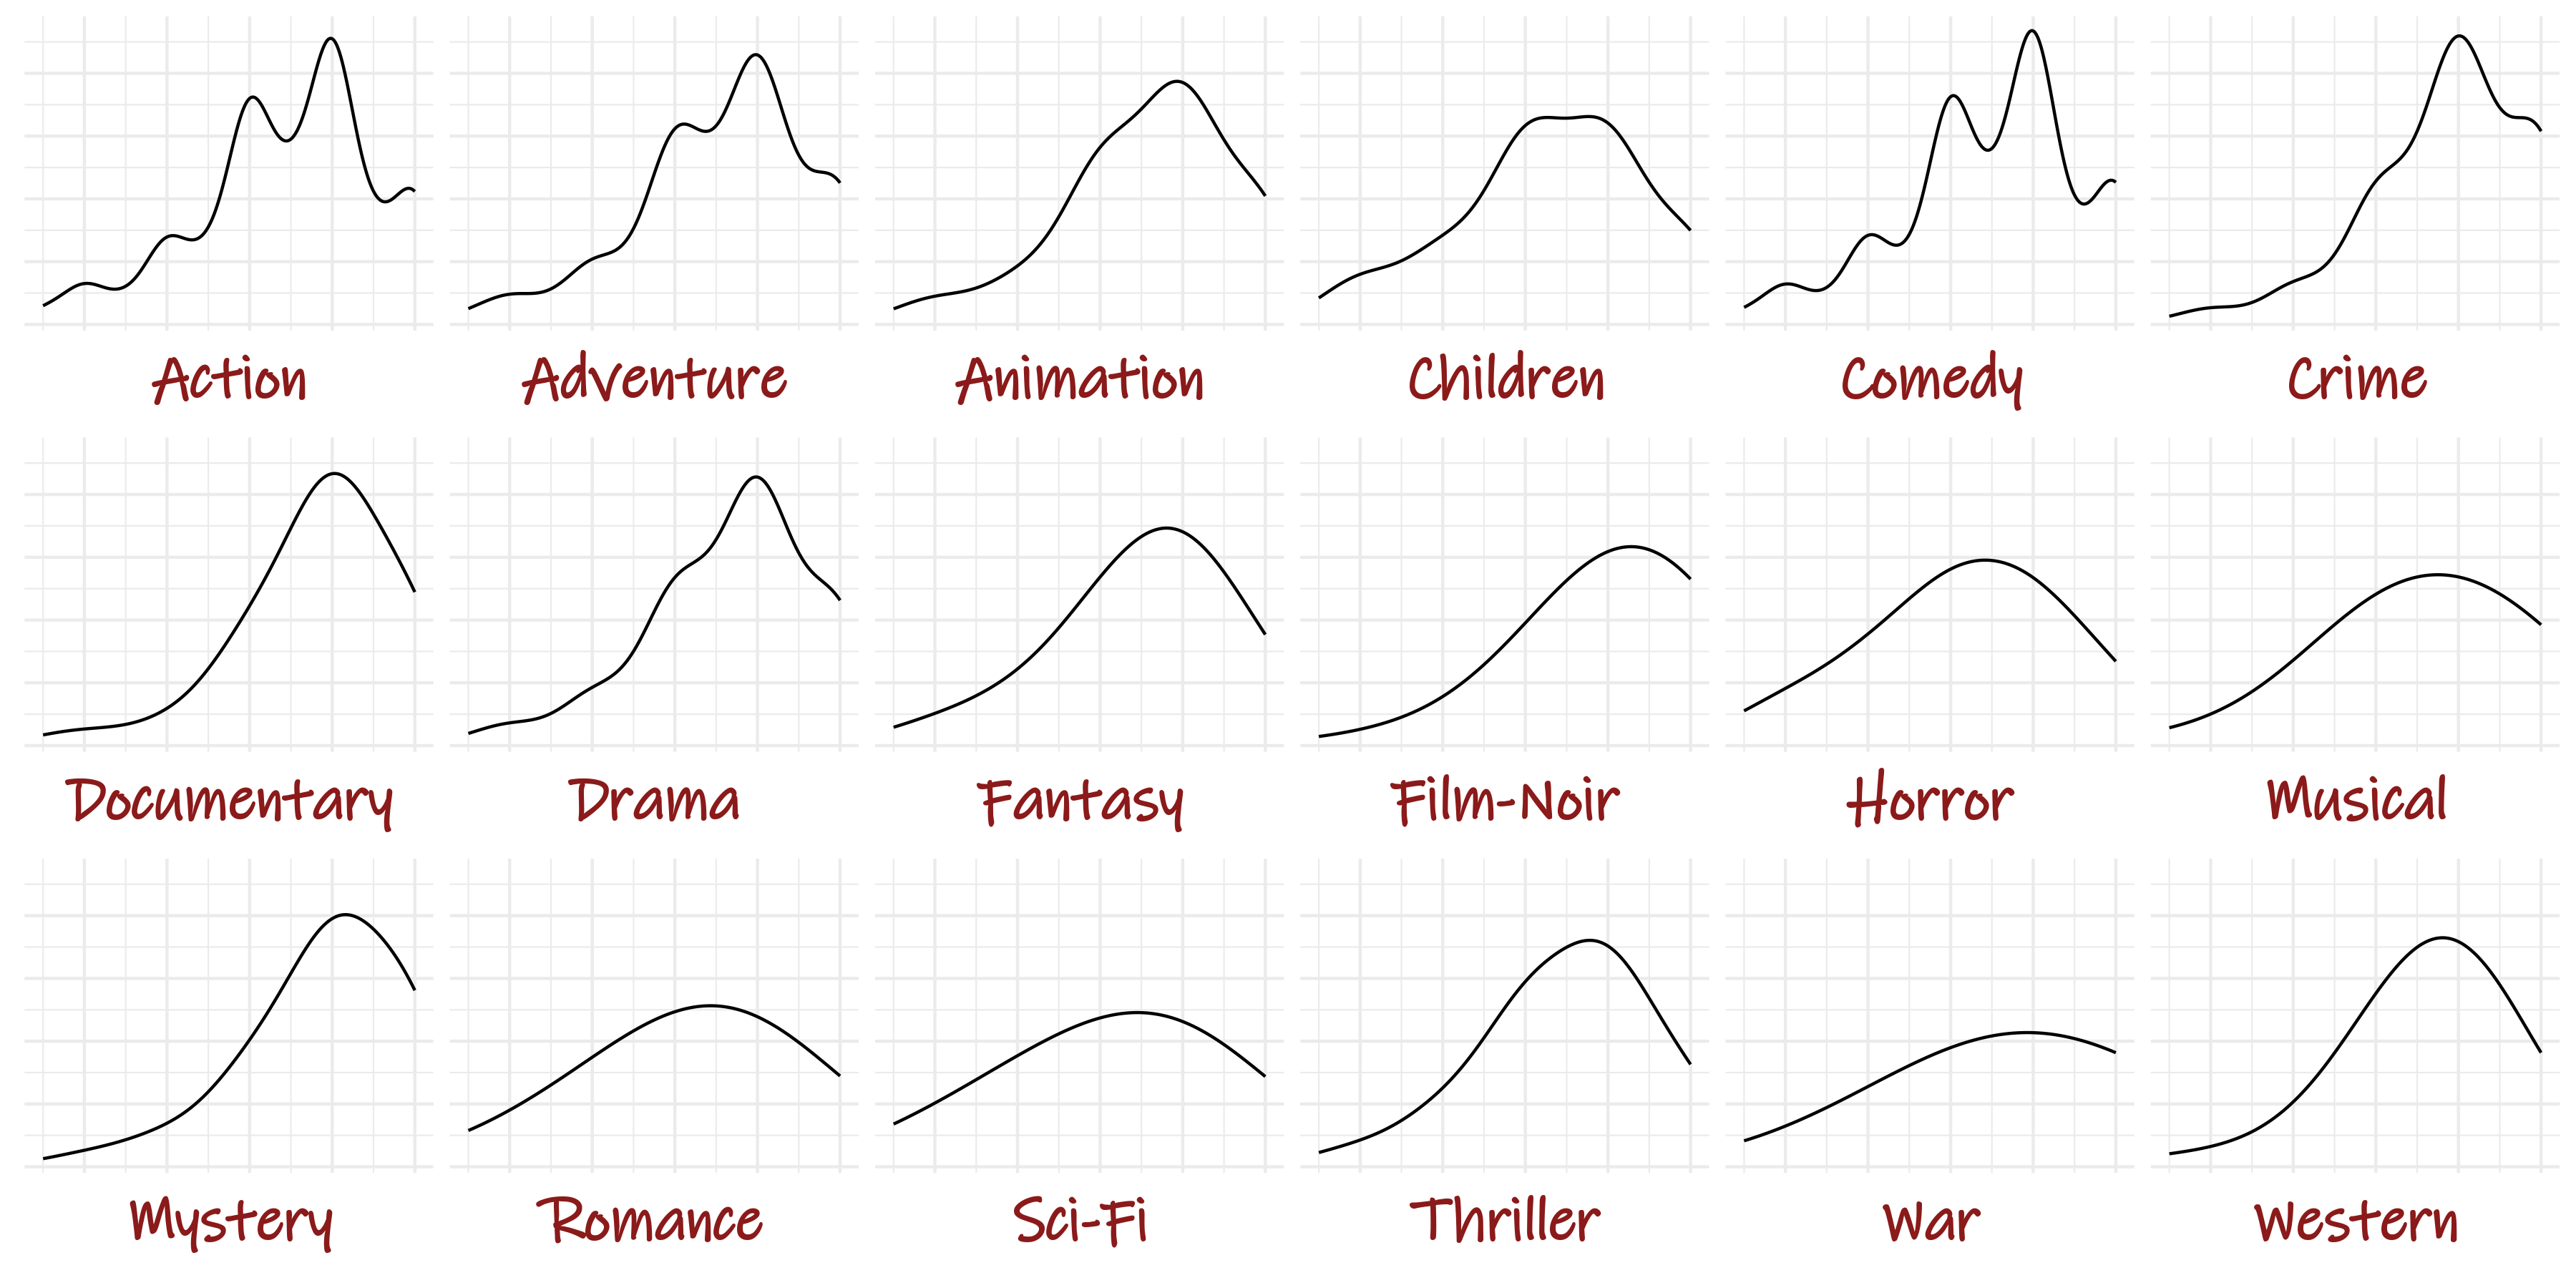 Action Adventure Animation Children Comedy Crime
Documentary Drama Fantasy Film-Noir Horror Musical
Mystery Romance Sci-Fi Thriller War Western